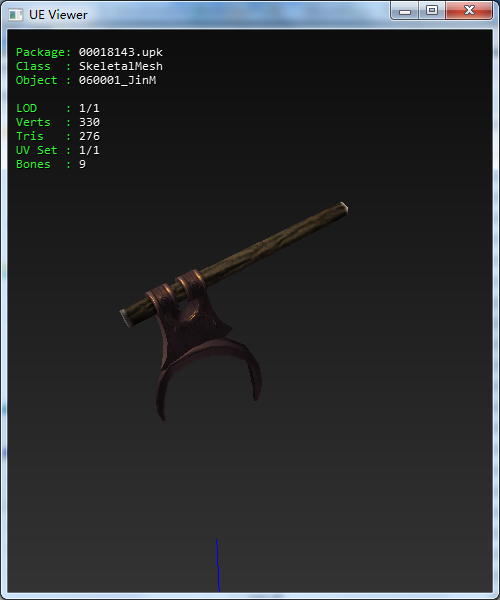 UE Viewer
Package: 00018143.upk
Class  : SkeletalMesh
Object : 060001_JinM
LOD    : 1/1
Verts  : 330
Tris   : 276
UV Set : 1/1
Bones  : 9